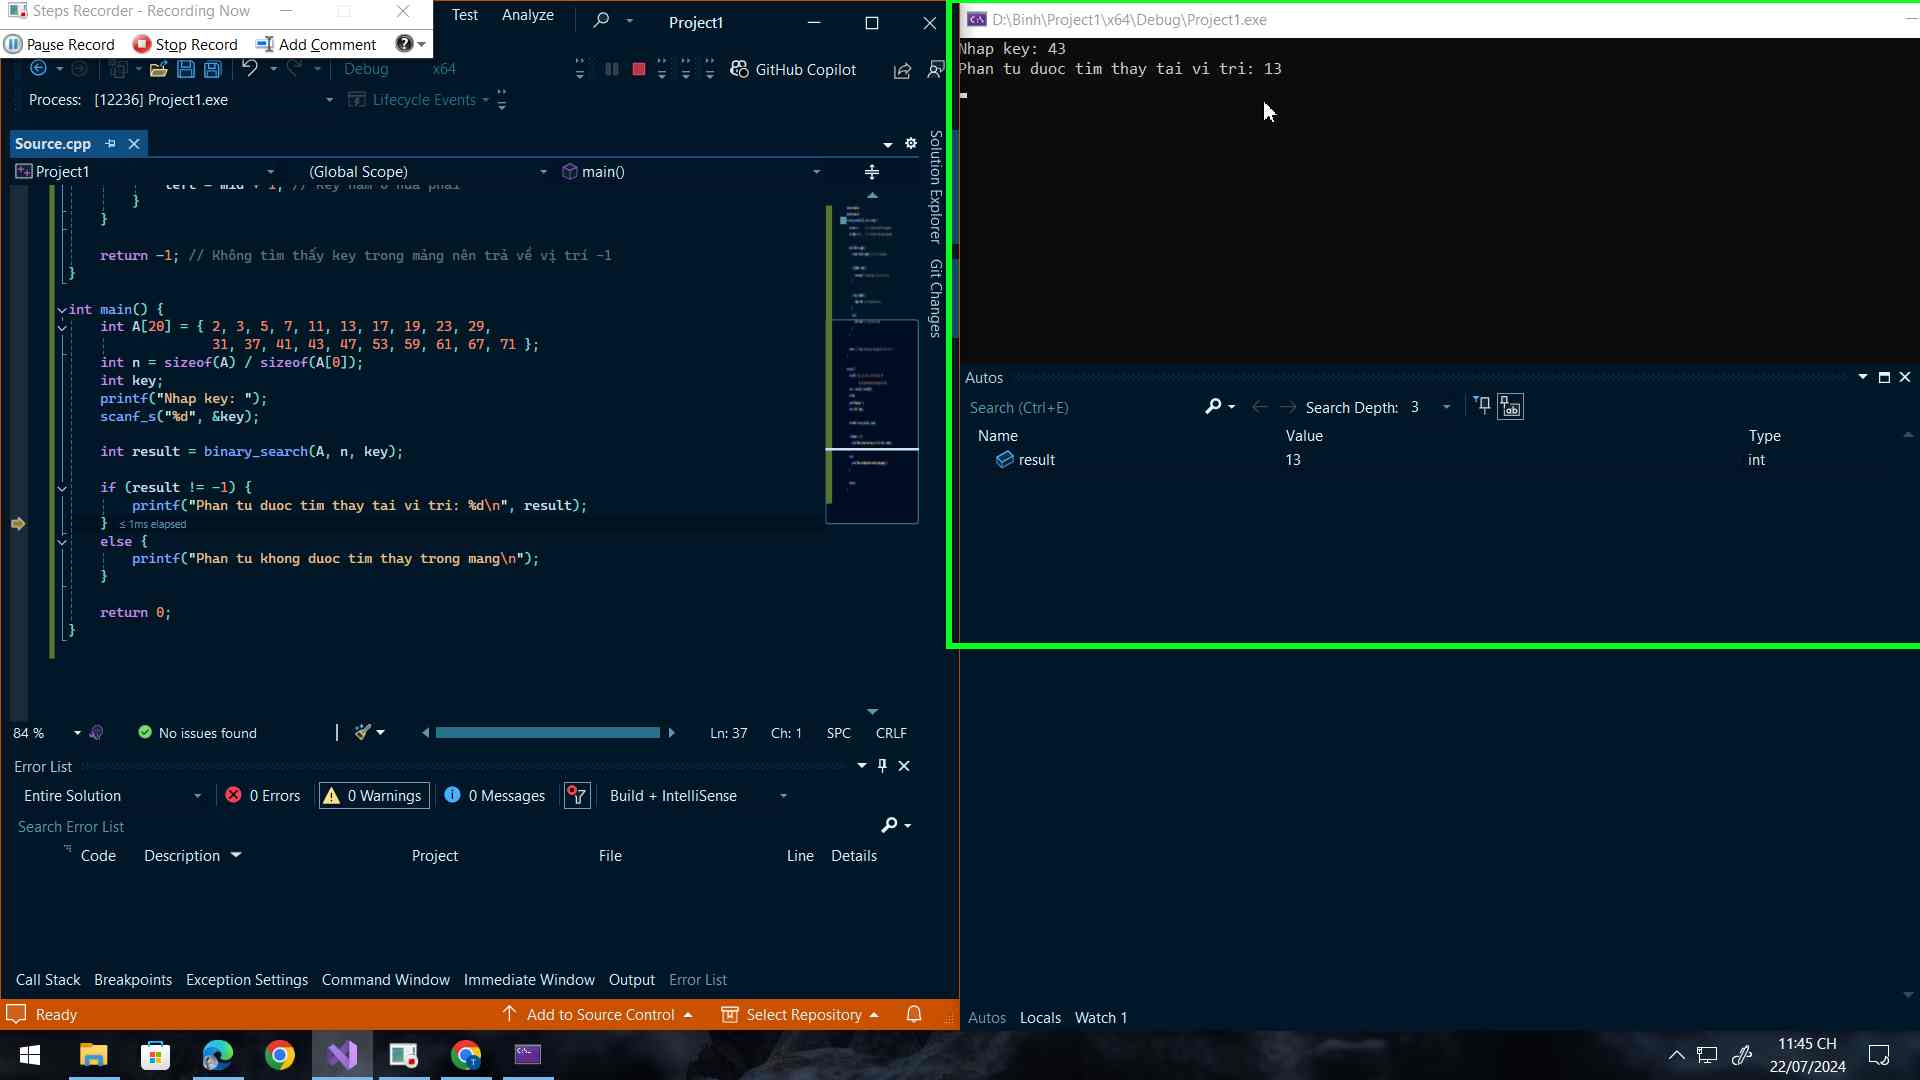 Steps Recorder - Recording Now
Pause Record
Stop Record
Add Comment
Test
Analyze
Project1
Debug
x64
GitHub Copilot
Process:
[12236] Project1.exe
Lifecycle Events
Source.cpp
Project1
(Global Scope)
main()
Solution Explorer
Git Changes
}
}
return -1; // Không tìm thấy key trong mảng nên trả về vị trí -1
}
int main() {
int A[20] = { 2, 3, 5, 7, 11, 13, 17, 19, 23, 29,
31, 37, 41, 43, 47, 53, 59, 61, 67, 71 };
int n = sizeof(A) / sizeof(A[0]);
int key;
printf("Nhap key: ");
scanf_s("%d", &key);
int result = binary_search(A, n, key);
if (result != -1) {
printf("Phan tu duoc tim thay tai vi tri: %d\n", result);
} ≤ 1ms elapsed
else {
printf("Phan tu khong duoc tim thay trong mang\n");
}
return 0;
}
84 %
No issues found
Ln: 37
Ch: 1
SPC
CRLF
Error List
Entire Solution
0 Errors
0 Warnings
0 Messages
Build + IntelliSense
Search Error List
Code
Description
Project
File
Line
Details
Call Stack
Breakpoints
Exception Settings
Command Window
Immediate Window
Output
Error List
Ready
Add to Source Control
Select Repository
D:\Binh\Project1\x64\Debug\Project1.exe
Nhap key: 43
Phan tu duoc tim thay tai vi tri: 13
Autos
Search (Ctrl+E)
Search Depth:
3
Name
Value
Type
result
13
int
Autos
Locals
Watch 1
11:45 CH
22/07/2024